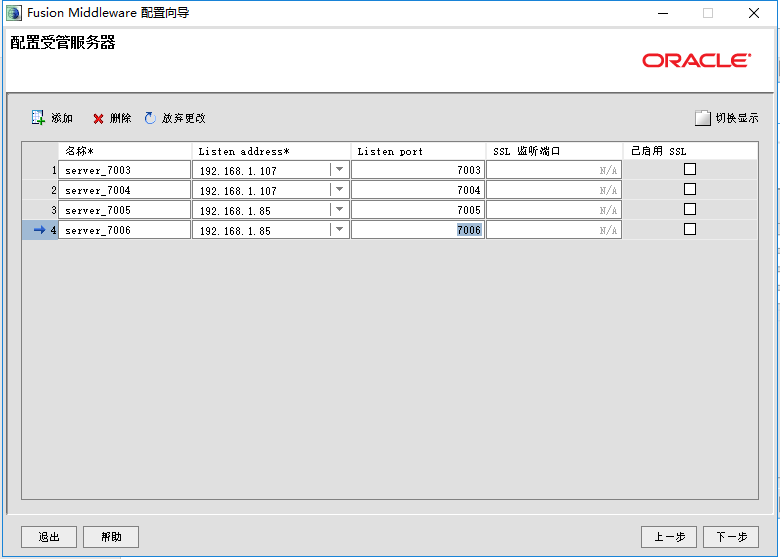 Fusion Middleware 配置向导
配置受管服务器
ORACLE
添加 删除 放弃更改 切换显示
名称* Listen address* Listen port SSL 监听端口 已启用 SSL
1 server_7003 192.168.1.107 7003 N/A
2 server_7004 192.168.1.107 7004 N/A
3 server_7005 192.168.1.85 7005 N/A
4 server_7006 192.168.1.85 7006 N/A
退出 帮助 上一步 下一步